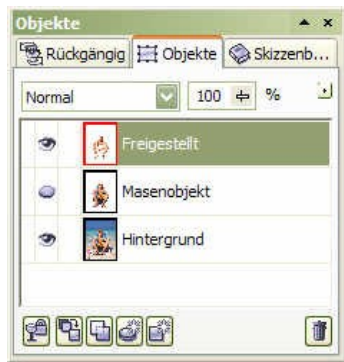 Objekte
Rückgängig Objekte Skizzenb...
Normal 100 %
Freigestellt
Masenobjekt
Hintergrund